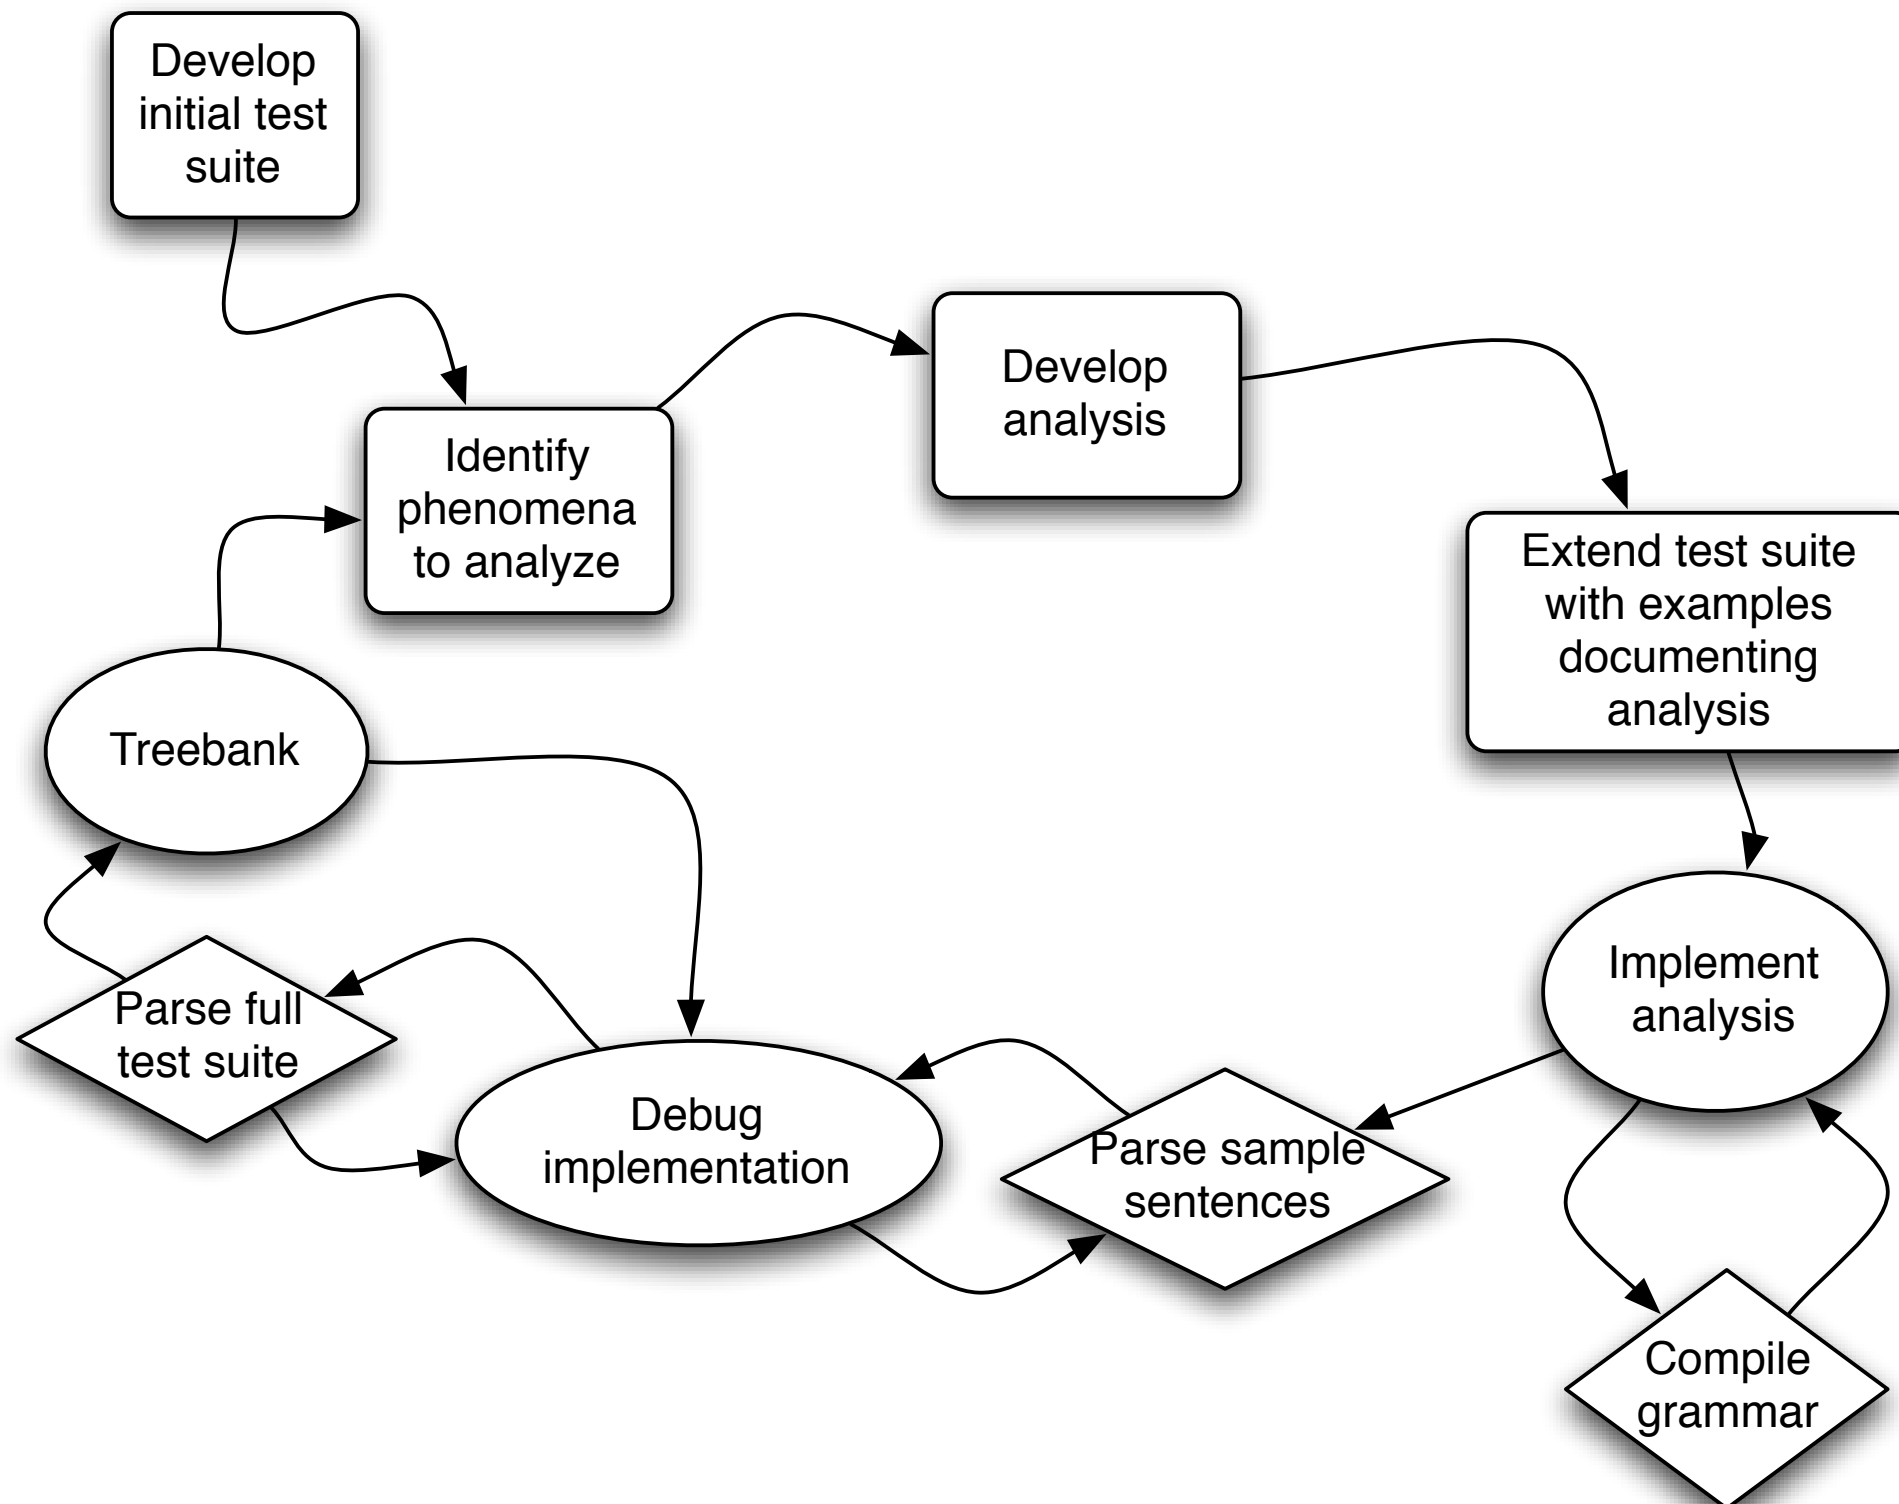 Develop
initial test
suite
Identify
phenomena
to analyze
Develop
analysis
Extend test suite
with examples
documenting
analysis
Treebank
Implement
analysis
Parse full
test suite
Debug
implementation
Parse sample
sentences
Compile
grammar